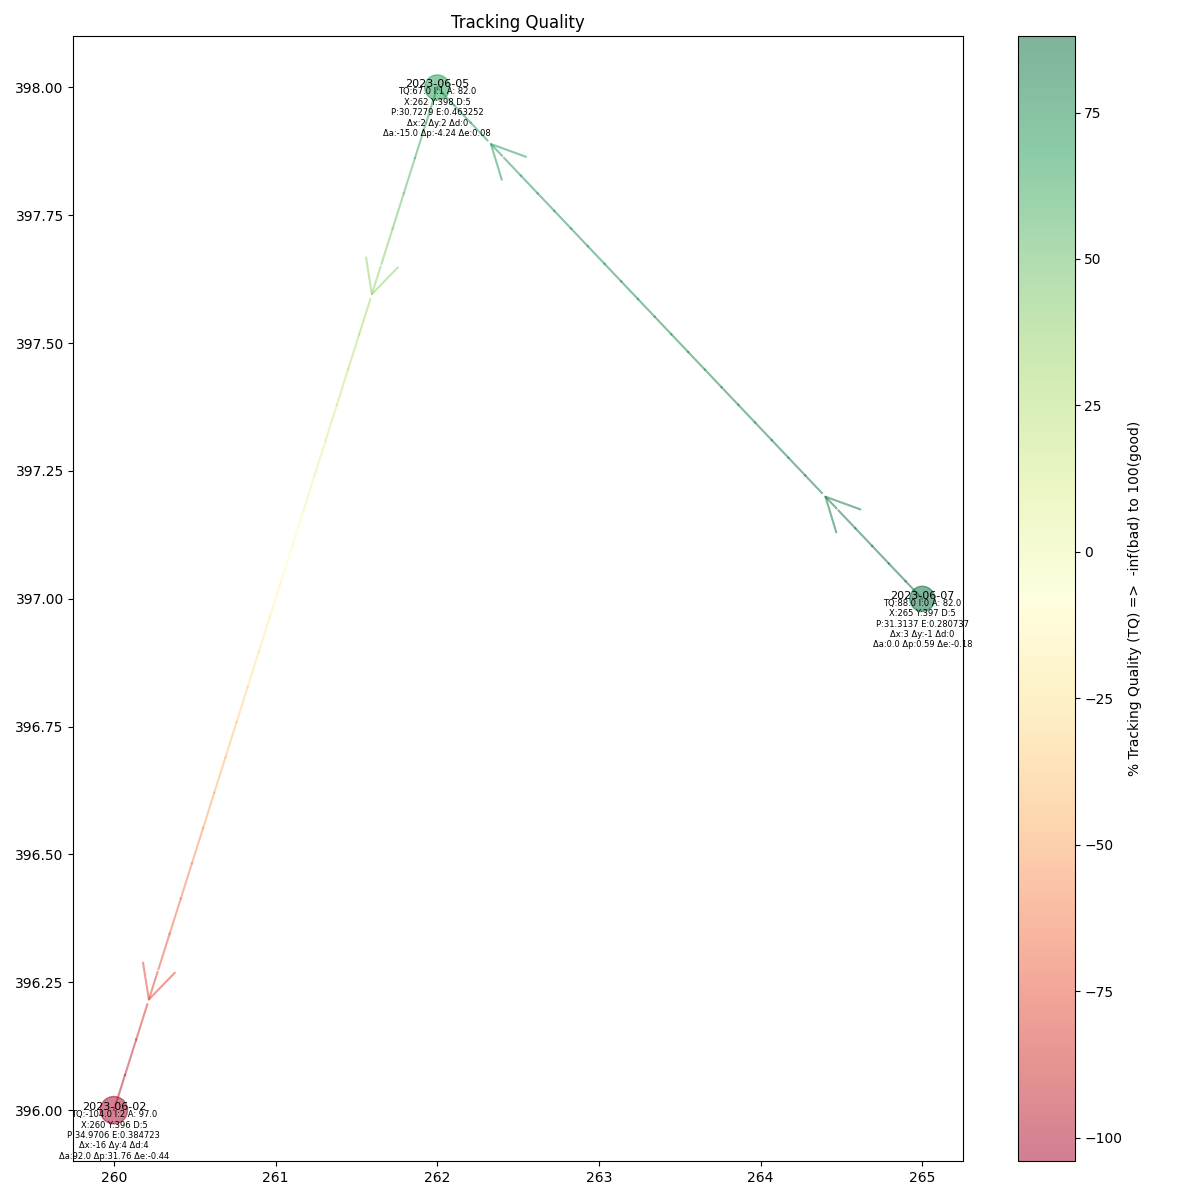 Tracking Quality
398.00
397.75
397.50
397.25
397.00
396.75
396.50
396.25
396.00
260
261
262
263
264
265
2023-06-05
TQ:67.0 I:1 A: 82.0
X:262 Y:398 D:5
P:30.7279 E:0.463252
Δx:2 Δy:2 Δd:0
Δa:-15.0 Δp:-4.24 Δe:0.08
2023-06-07
TQ:88.0 I:0 A: 82.0
X:265 Y:397 D:5
P:31.3137 E:0.280737
Δx:3 Δy:-1 Δd:0
Δa:0.0 Δp:0.59 Δe:-0.18
2023-06-02
TQ:-104.0 I:2 A: 97.0
X:260 Y:396 D:5
P:34.9706 E:0.384723
Δx:-16 Δy:4 Δd:4
Δa:92.0 Δp:31.76 Δe:-0.44
75
50
25
0
−25
−50
−75
−100
% Tracking Quality (TQ) => -inf(bad) to 100(good)